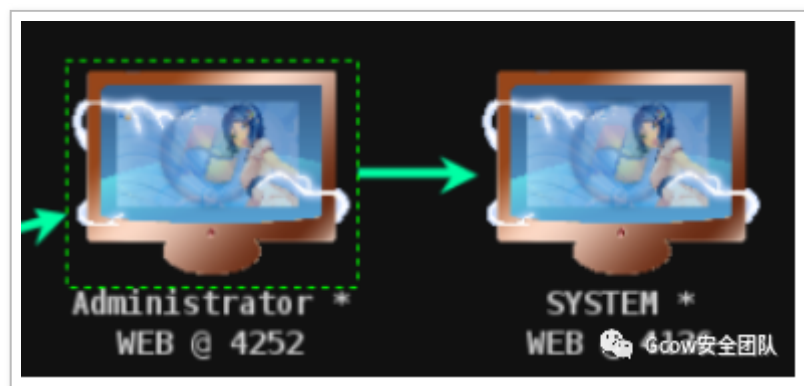 Administrator *
WEB @ 4252
SYSTEM *
WEB @
Gcow安全团队